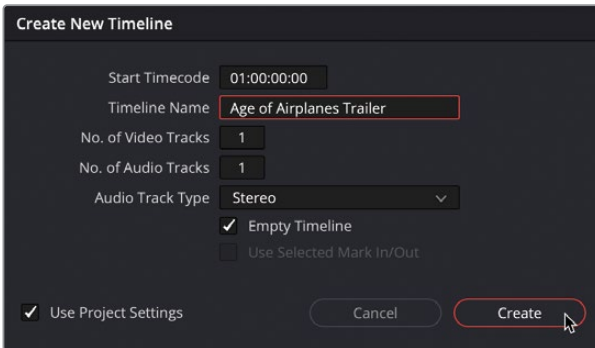 Create New Timeline
Start Timecode 01:00:00:00
Timeline Name Age of Airplanes Trailer
No. of Video Tracks 1
No. of Audio Tracks 1
Audio Track Type Stereo
Empty Timeline
Use Selected Mark In/Out
Use Project Settings Cancel Create